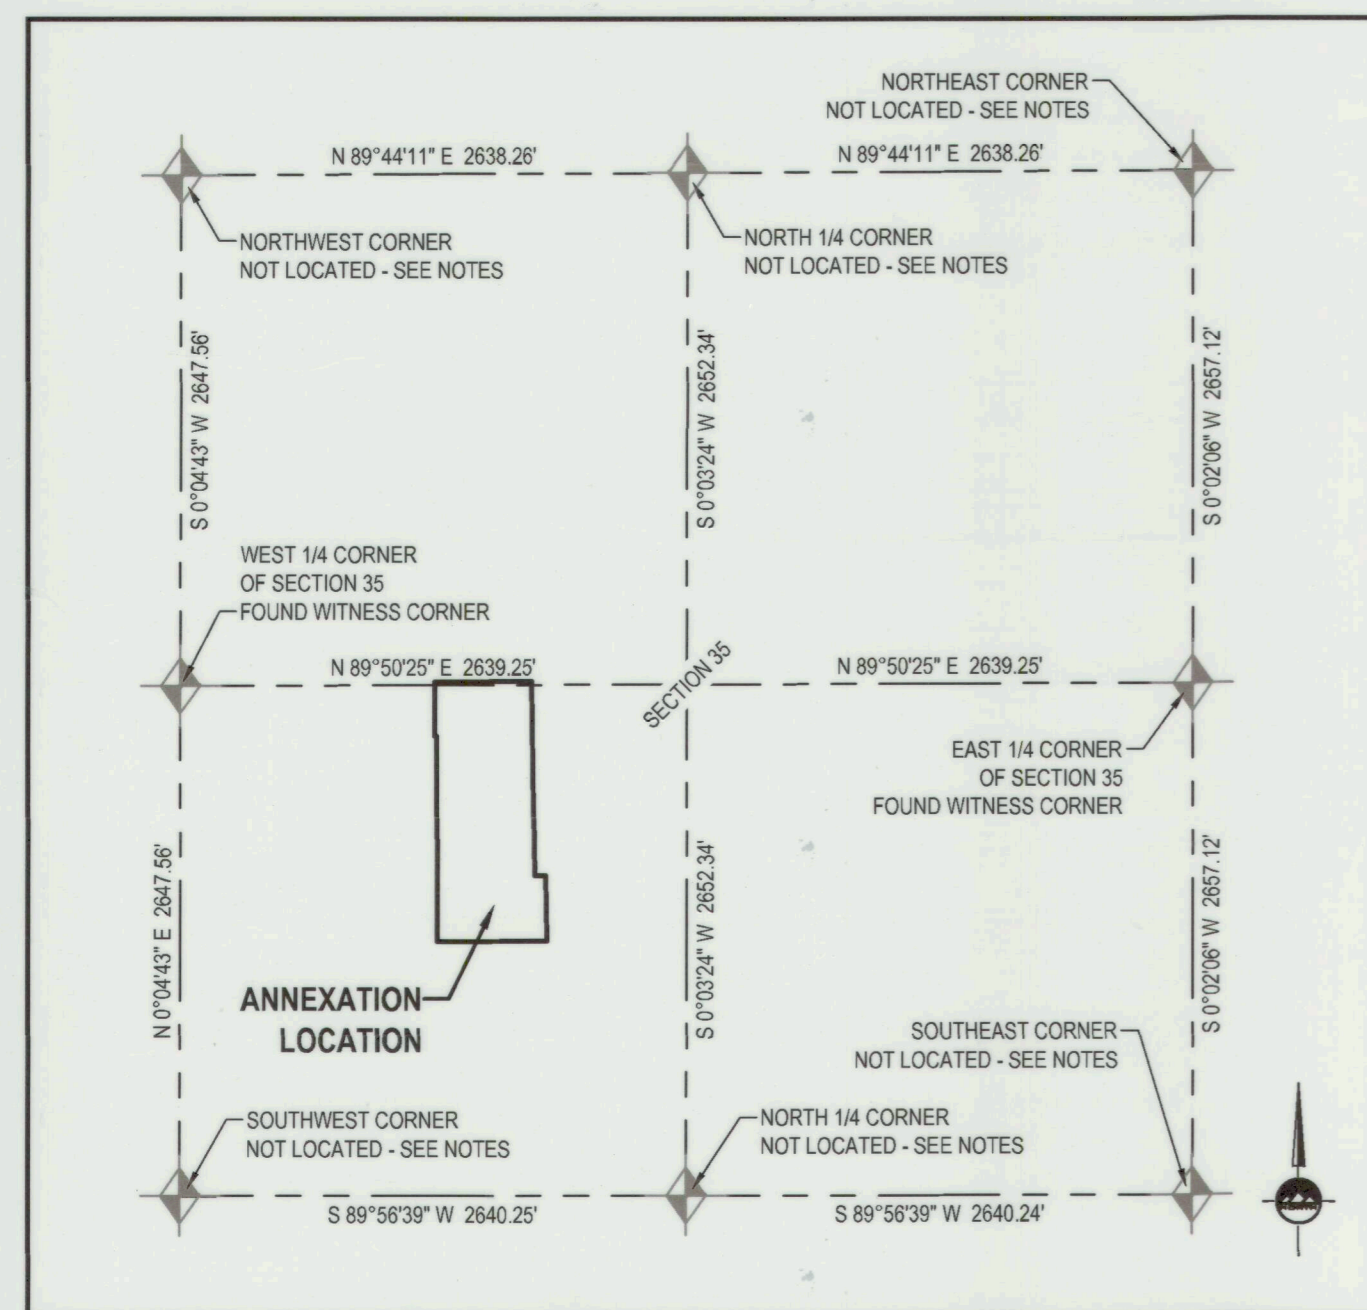 NORTHEAST CORNER
NOT LOCATED - SEE NOTES
N 89°44'11" E 2638.26'
N 89°44'11" E 2638.26'
NORTHWEST CORNER
NOT LOCATED - SEE NOTES
NORTH 1/4 CORNER
NOT LOCATED - SEE NOTES
S 0°04'43" W 2647.56'
S 0°03'24" W 2652.34'
S 0°02'06" W 2657.12'
WEST 1/4 CORNER
OF SECTION 35
FOUND WITNESS CORNER
N 89°50'25" E 2639.25'
SECTION 35
N 89°50'25" E 2639.25'
EAST 1/4 CORNER
OF SECTION 35
FOUND WITNESS CORNER
N 0°04'43" E 2647.56'
S 0°03'24" W 2652.34'
S 0°02'06" W 2657.12'
ANNEXATION
LOCATION
SOUTHEAST CORNER
NOT LOCATED - SEE NOTES
SOUTHWEST CORNER
NOT LOCATED - SEE NOTES
NORTH 1/4 CORNER
NOT LOCATED - SEE NOTES
S 89°56'39" W 2640.25'
S 89°56'39" W 2640.24'